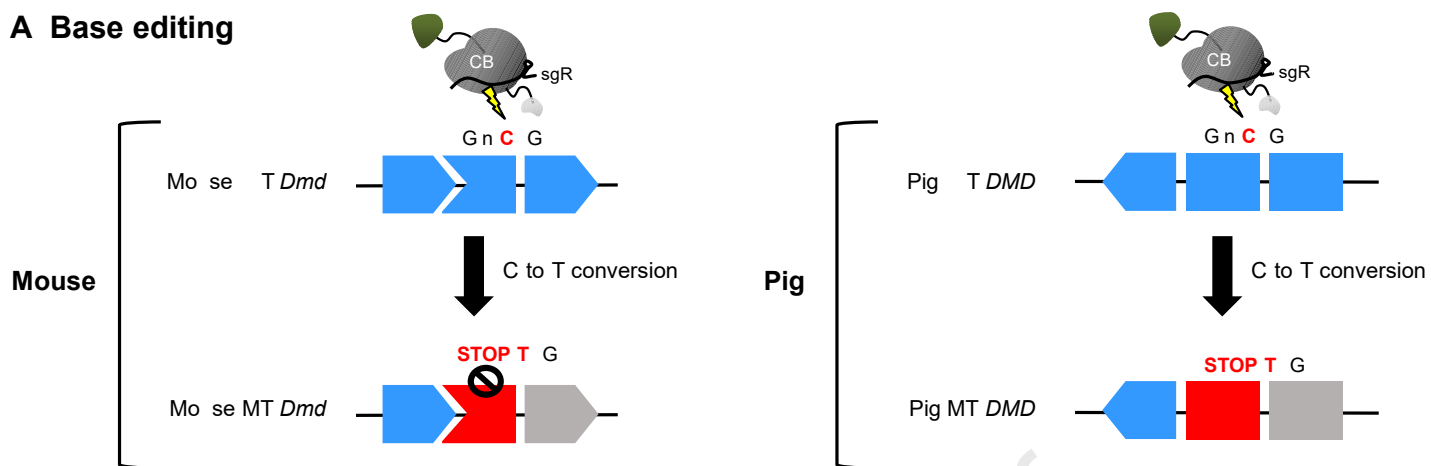 A Base editing
CB
sgR
G n C G
Mo se T Dmd
Mouse
C to T conversion
STOP T G
Mo se MT Dmd
CB
sgR
G n C G
Pig T DMD
Pig
C to T conversion
STOP T G
Pig MT DMD